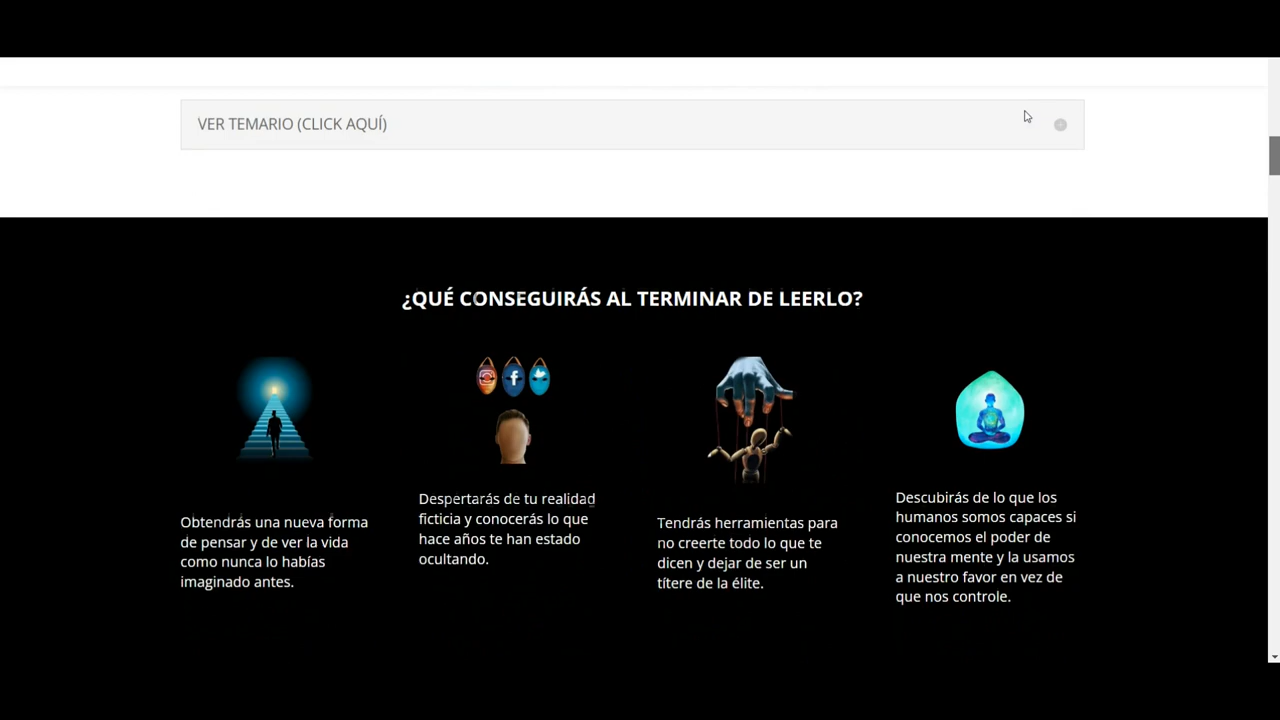 VER TEMARIO (CLICK AQUÍ)
¿QUÉ CONSEGUIRÁS AL TERMINAR DE LEERLO?
Obtendrás una nueva forma
de pensar y de ver la vida
como nunca lo habías
imaginado antes.
Despertarás de tu realidad
ficticia y conocerás lo que
hace años te han estado
ocultando.
Tendrás herramientas para
no creerte todo lo que te
dicen y dejar de ser un
títere de la élite.
Descubirás de lo que los
humanos somos capaces si
conocemos el poder de
nuestra mente y la usamos
a nuestro favor en vez de
que nos controle.